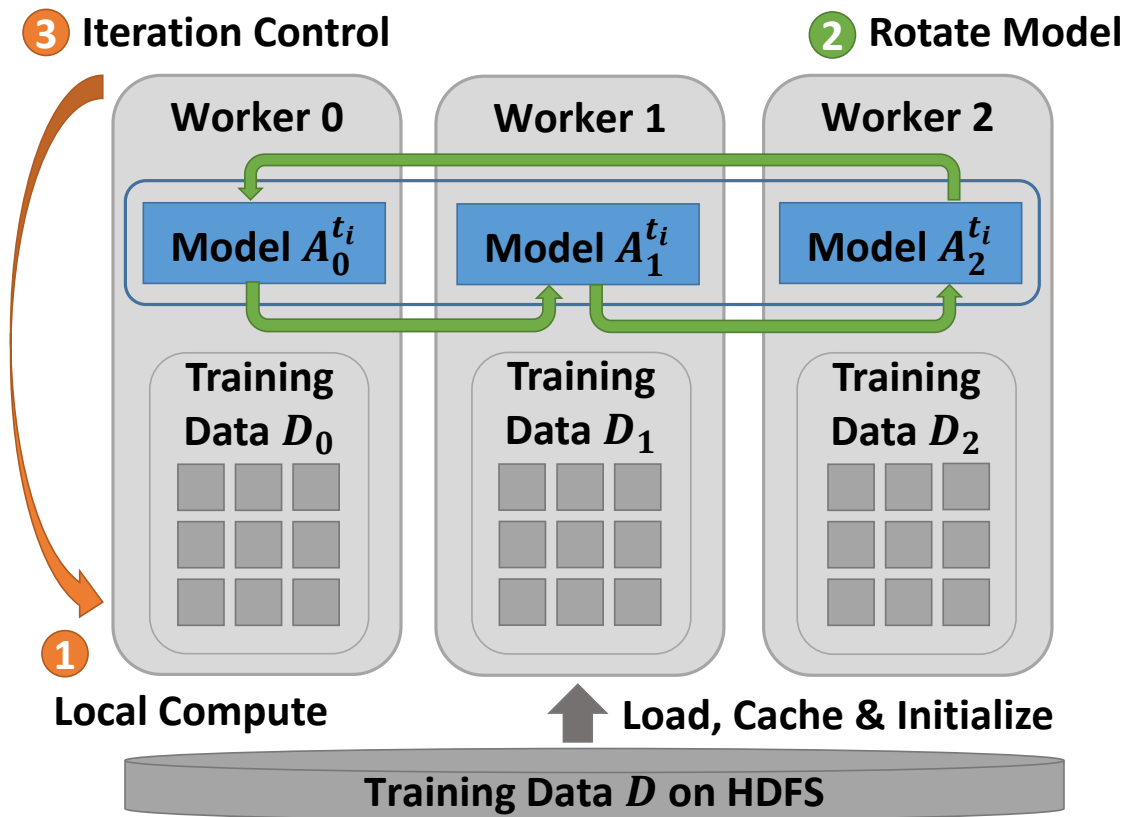 3 Iteration Control
2 Rotate Model
Worker 0
Worker 1
Worker 2
Model $A_0^{t_i}$
Model $A_1^{t_i}$
Model $A_2^{t_i}$
Training
Data $D_0$
Training
Data $D_1$
Training
Data $D_2$
1
Local Compute
Load, Cache & Initialize
Training Data $D$ on HDFS